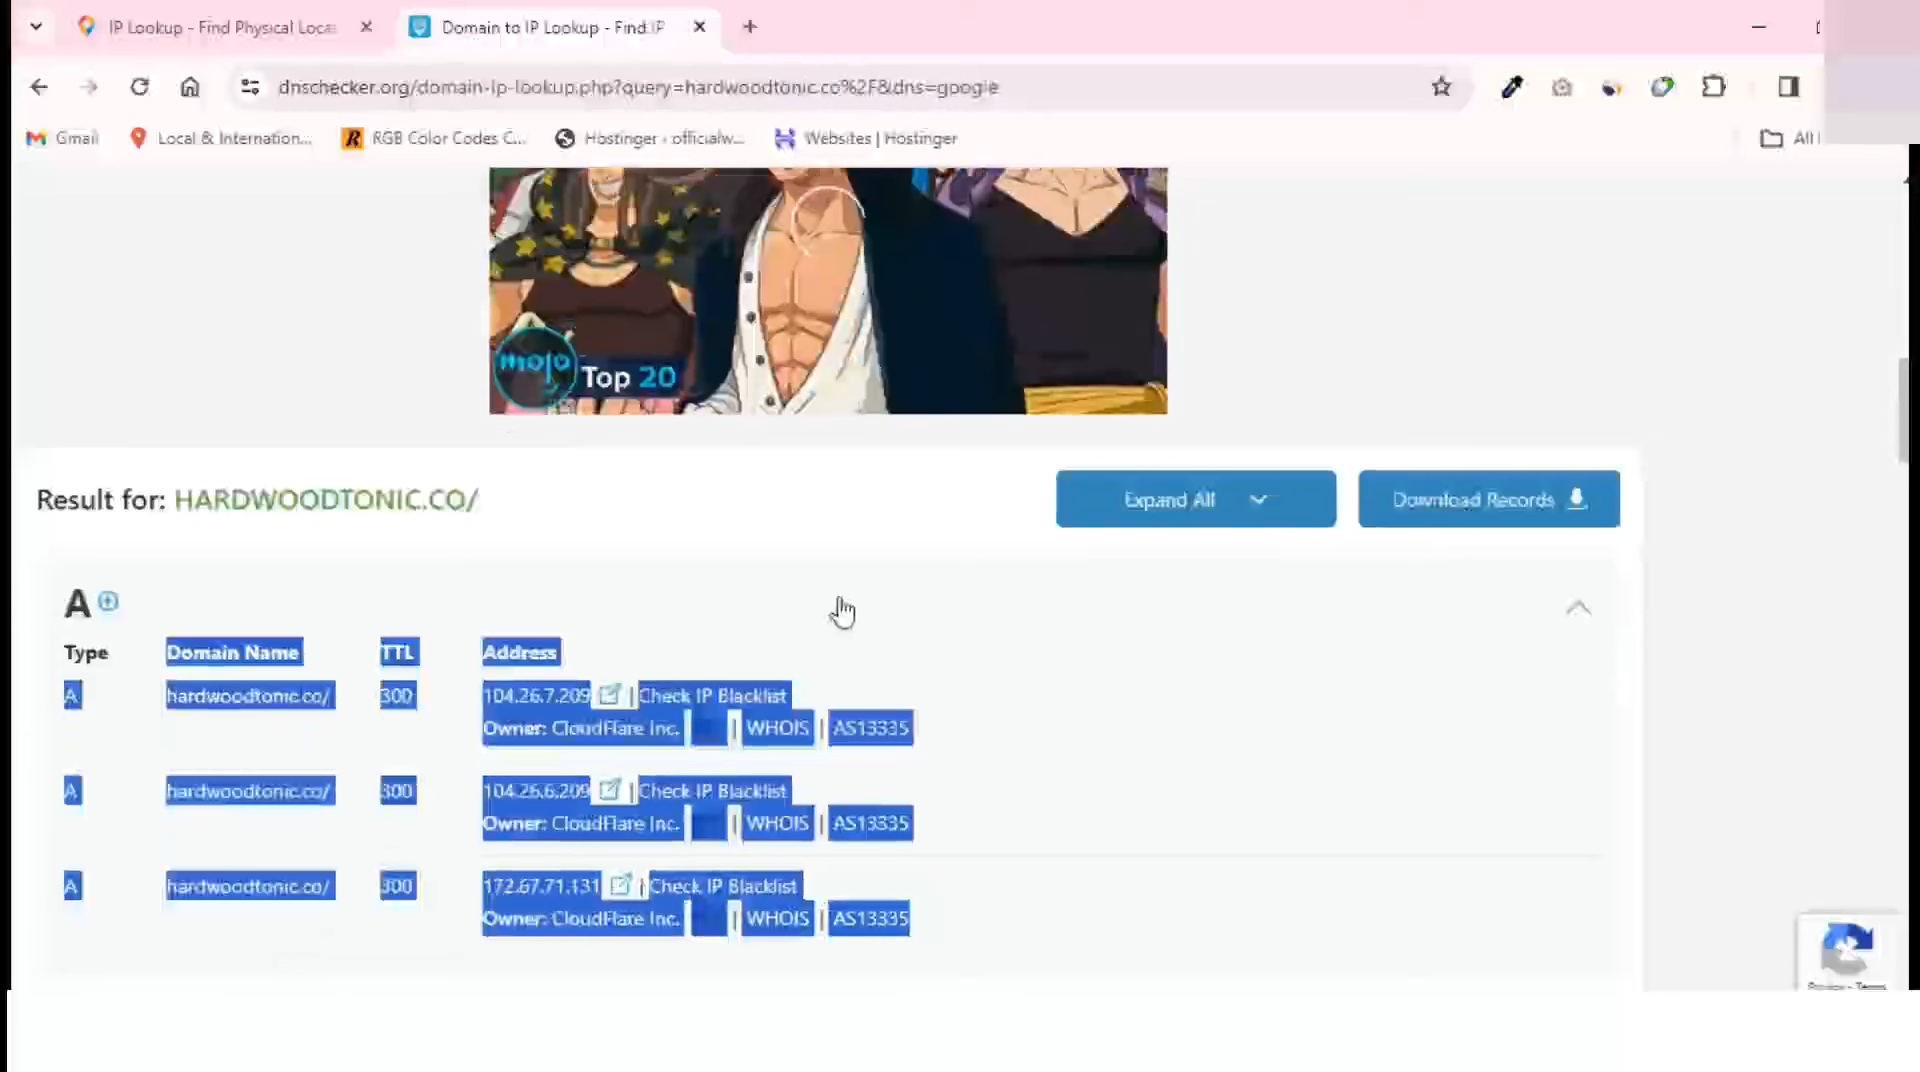 IP Lookup - Find Physical Loca
Domain to IP Lookup - Find IP
dnschecker.org/domain-ip-lookup.php?query=hardwoodtonic.co%2F&dns=google
Gmail
Local & Internation...
RGB Color Codes C...
Hostinger - officialw...
Websites | Hostinger
All
mojo
Top 20
Result for: HARDWOODTONIC.CO/
Expand All
Download Records
A
Type Domain Name TTL Address
A hardwoodtonic.co/ 300 104.26.7.209 | Check IP Blacklist
Owner: CloudFlare Inc. | WHOIS | AS13335
A hardwoodtonic.co/ 300 104.26.6.209 | Check IP Blacklist
Owner: CloudFlare Inc. | WHOIS | AS13335
A hardwoodtonic.co/ 300 172.67.71.131 | Check IP Blacklist
Owner: CloudFlare Inc. | WHOIS | AS13335
Privacy - Terms